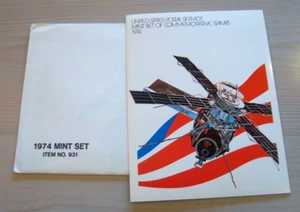 UNITED STATES POSTAL SERVICE
MINT SET OF COMMEMORATIVE STAMPS
1974
1974 MINT SET
ITEM NO. 931